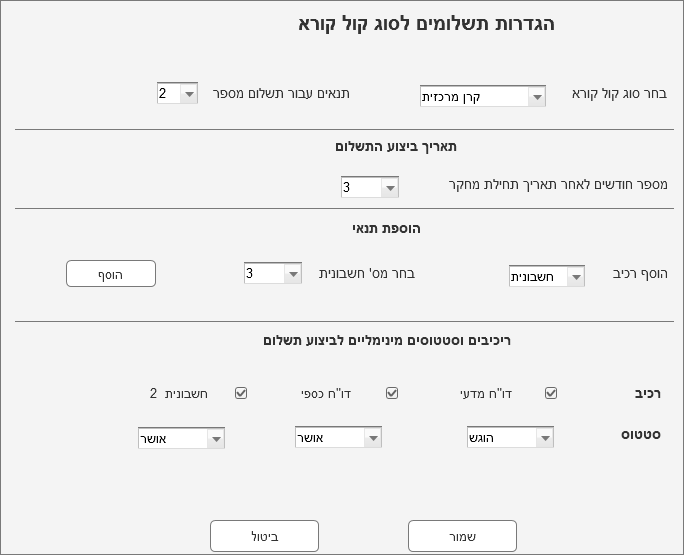 הגדרות תשלומים לסוג קול קורא
בחר סוג קול קורא קרן מרכזית תנאים עבור תשלום מספר 2
תאריך ביצוע התשלום
מספר חודשים לאחר תאריך תחילת מחקר 3
הוספת תנאי
הוסף רכיב חשבונית בחר מס' חשבונית 3 הוסף
ריכיבים וסטטוסים מינימליים לביצוע תשלום
רכיב דו"ח מדעי דו"ח כספי חשבונית 2
סטטוס הוגש אושר אושר
שמור ביטול